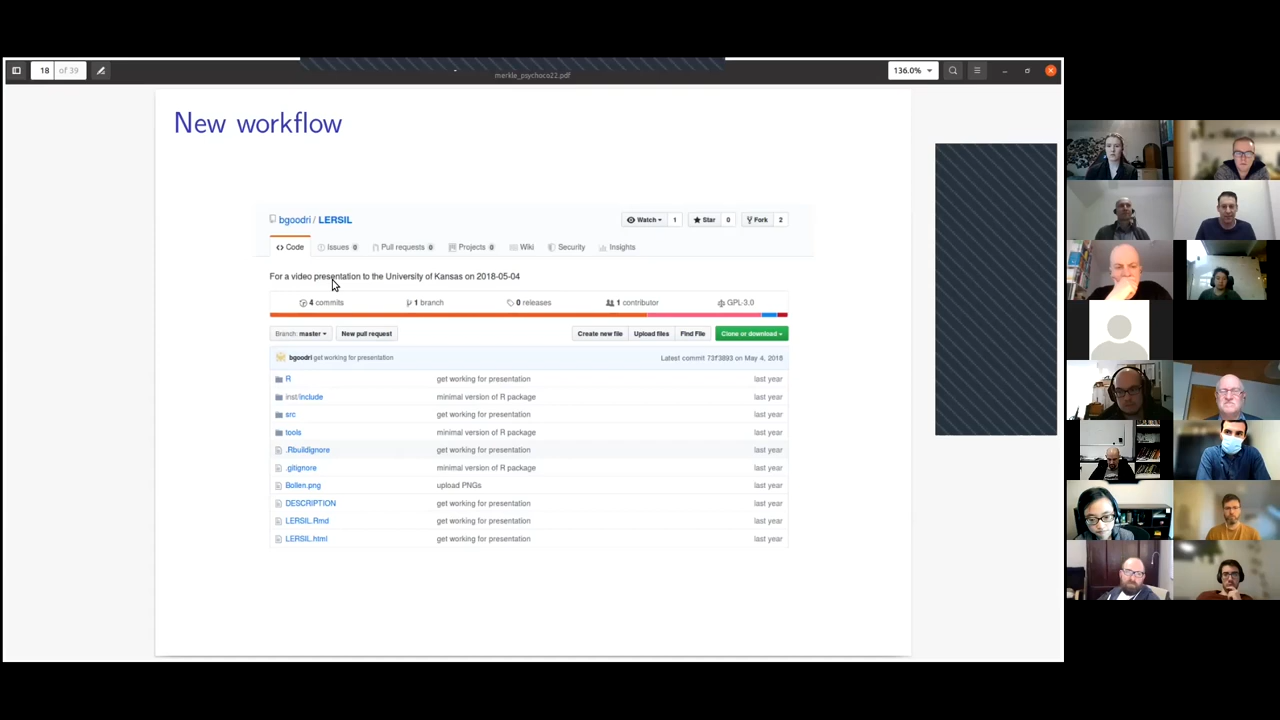 18 of 39
merkle_psychoco22.pdf
136.0%
New workflow
bgoodri / LERSIL
Watch 1 Star 0 Fork 2
Code Issues 0 Pull requests 0 Projects 0 Wiki Security Insights
For a video presentation to the University of Kansas on 2018-05-04
4 commits 1 branch 0 releases 1 contributor GPL-3.0
Branch: master New pull request Create new file Upload files Find File Clone or download
bgoodri get working for presentation Latest commit 73f3893 on May 4, 2018
R get working for presentation last year
inst/include minimal version of R package last year
src get working for presentation last year
tools minimal version of R package last year
.Rbuildignore get working for presentation last year
.gitignore minimal version of R package last year
Bollen.png upload PNGs last year
DESCRIPTION get working for presentation last year
LERSIL.Rmd get working for presentation last year
LERSIL.html get working for presentation last year